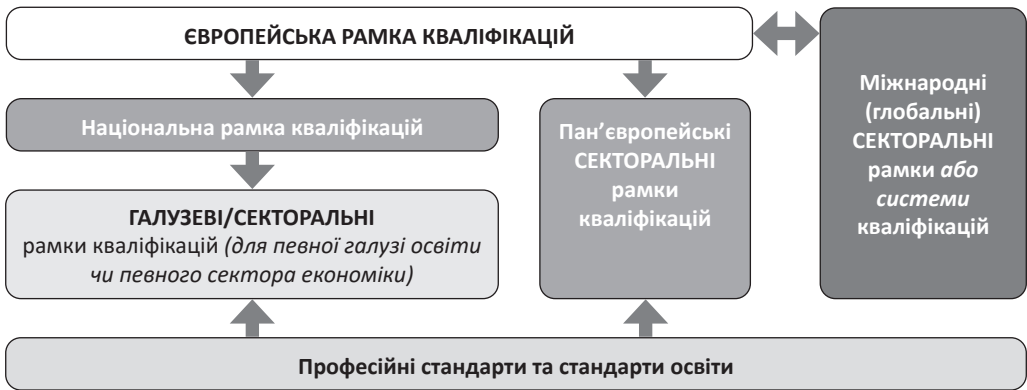 ЄВРОПЕЙСЬКА РАМКА КВАЛІФІКАЦІЙ
Національна рамка кваліфікацій
ГАЛУЗЕВІ/СЕКТОРАЛЬНІ
рамки кваліфікацій (для певної галузі освіти
чи певного сектора економіки)
Пан’європейські
СЕКТОРАЛЬНІ
рамки
кваліфікацій
Міжнародні
(глобальні)
СЕКТОРАЛЬНІ
рамки або
системи
кваліфікацій
Професійні стандарти та стандарти освіти